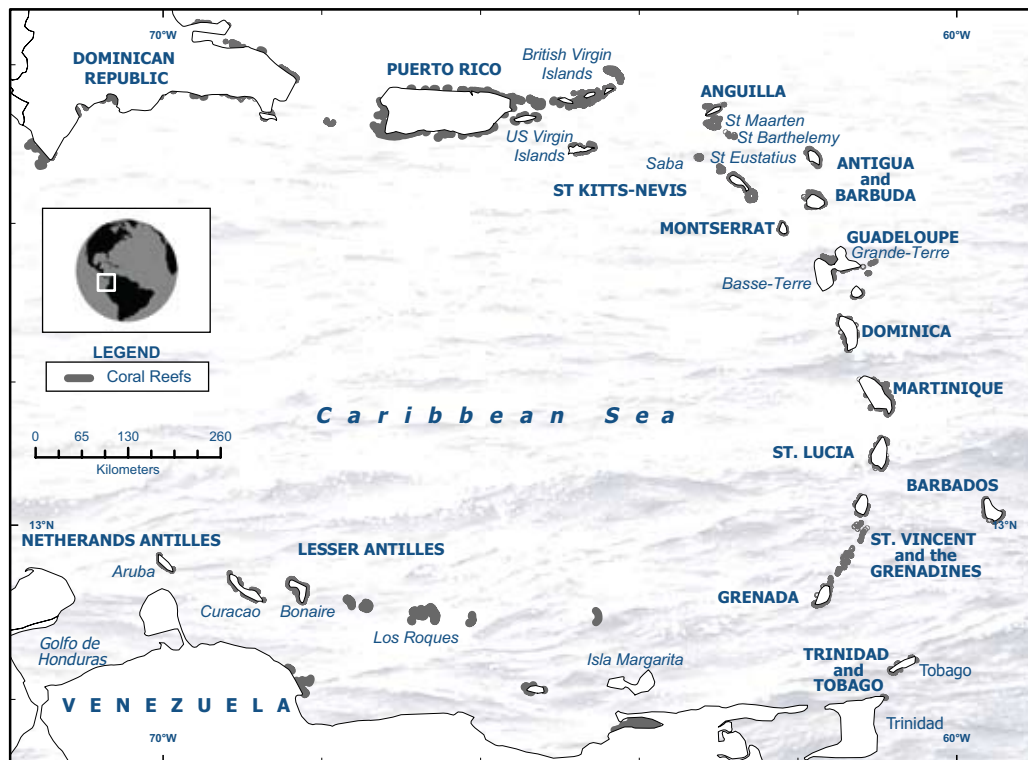 70°W
60°W
DOMINICAN
REPUBLIC
PUERTO RICO
British Virgin
Islands
US Virgin
Islands
ANGUILLA
St Maarten
St Barthelemy
Saba
St Eustatius
ST KITTS-NEVIS
ANTIGUA
and
BARBUDA
MONTSERRAT
GUADELOUPE
Grande-Terre
Basse-Terre
DOMINICA
LEGEND
Coral Reefs
MARTINIQUE
Caribbean Sea
0 65 130 260
Kilometers
ST. LUCIA
BARBADOS
13°N
13°N
NETHERANDS ANTILLES
LESSER ANTILLES
ST. VINCENT
and the
GRENADINES
Aruba
Curacao
Bonaire
Los Roques
GRENADA
Golfo de
Honduras
Isla Margarita
TRINIDAD
and
TOBAGO
Tobago
VENEZUELA
Trinidad
70°W
60°W